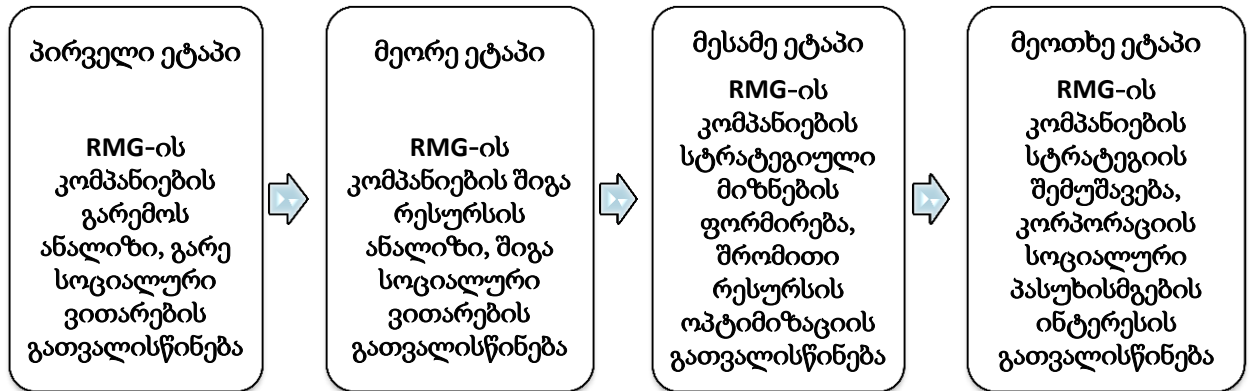 პირველი ეტაპი
RMG-ის
კომპანიების
გარემოს
ანალიზი, გარე
სოციალური
ვითარების
გათვალისწინება
მეორე ეტაპი
RMG-ის
კომპანიების შიგა
რესურსის
ანალიზი, შიგა
სოციალური
ვითარების
გათვალისწინება
მესამე ეტაპი
RMG-ის
კომპანიების
სტრატეგიული
მიზნების
ფორმირება,
შრომითი
რესურსის
ოპტიმიზაციის
გათვალისწინება
მეოთხე ეტაპი
RMG-ის
კომპანიების
სტრატეგიის
შემუშავება,
კორპორაციის
სოციალური
პასუხისმგების
ინტერესის
გათვალისწინება